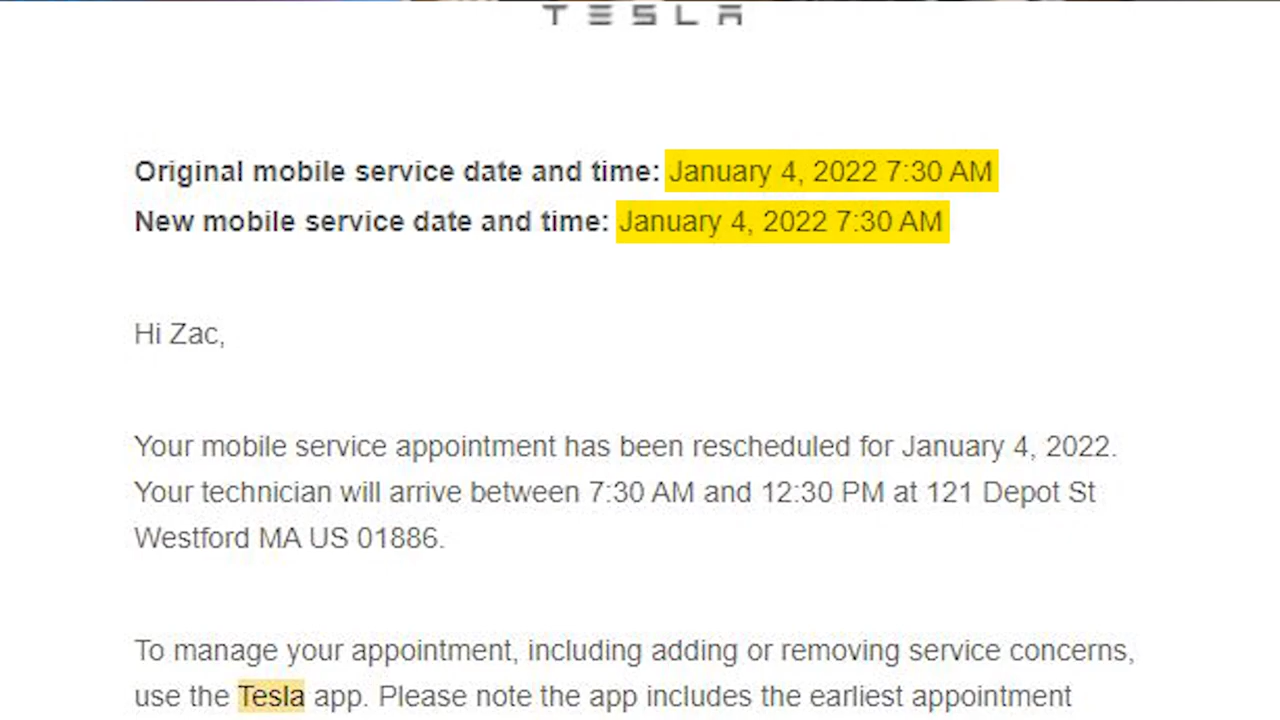 TESLA
Original mobile service date and time: January 4, 2022 7:30 AM
New mobile service date and time: January 4, 2022 7:30 AM
Hi Zac,
Your mobile service appointment has been rescheduled for January 4, 2022.
Your technician will arrive between 7:30 AM and 12:30 PM at 121 Depot St
Westford MA US 01886.
To manage your appointment, including adding or removing service concerns,
use the Tesla app. Please note the app includes the earliest appointment